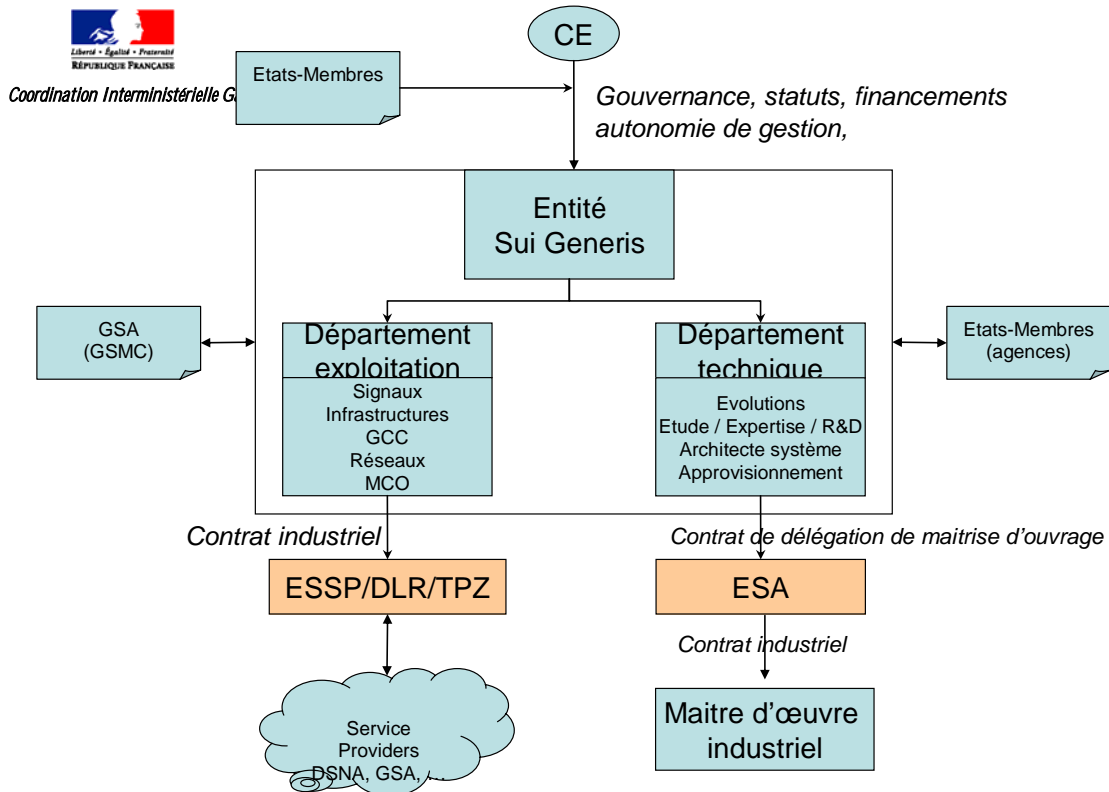 CE
Liberté • Égalité • Fraternité
RÉPUBLIQUE FRANÇAISE
Etats-Membres
Coordination Interministérielle
Gouvernance, statuts, financements
autonomie de gestion,
Entité
Sui Generis
GSA
(GSMC)
Département
exploitation
Signaux
Infrastructures
GCC
Réseaux
MCO
Département
technique
Evolutions
Etude / Expertise / R&D
Architecte système
Approvisionnement
Etats-Membres
(agences)
Contrat industriel
Contrat de délégation de maitrise d'ouvrage
ESSP/DLR/TPZ
ESA
Contrat industriel
Service
Providers
DSNA, GSA, ...
Maitre d'œuvre
industriel